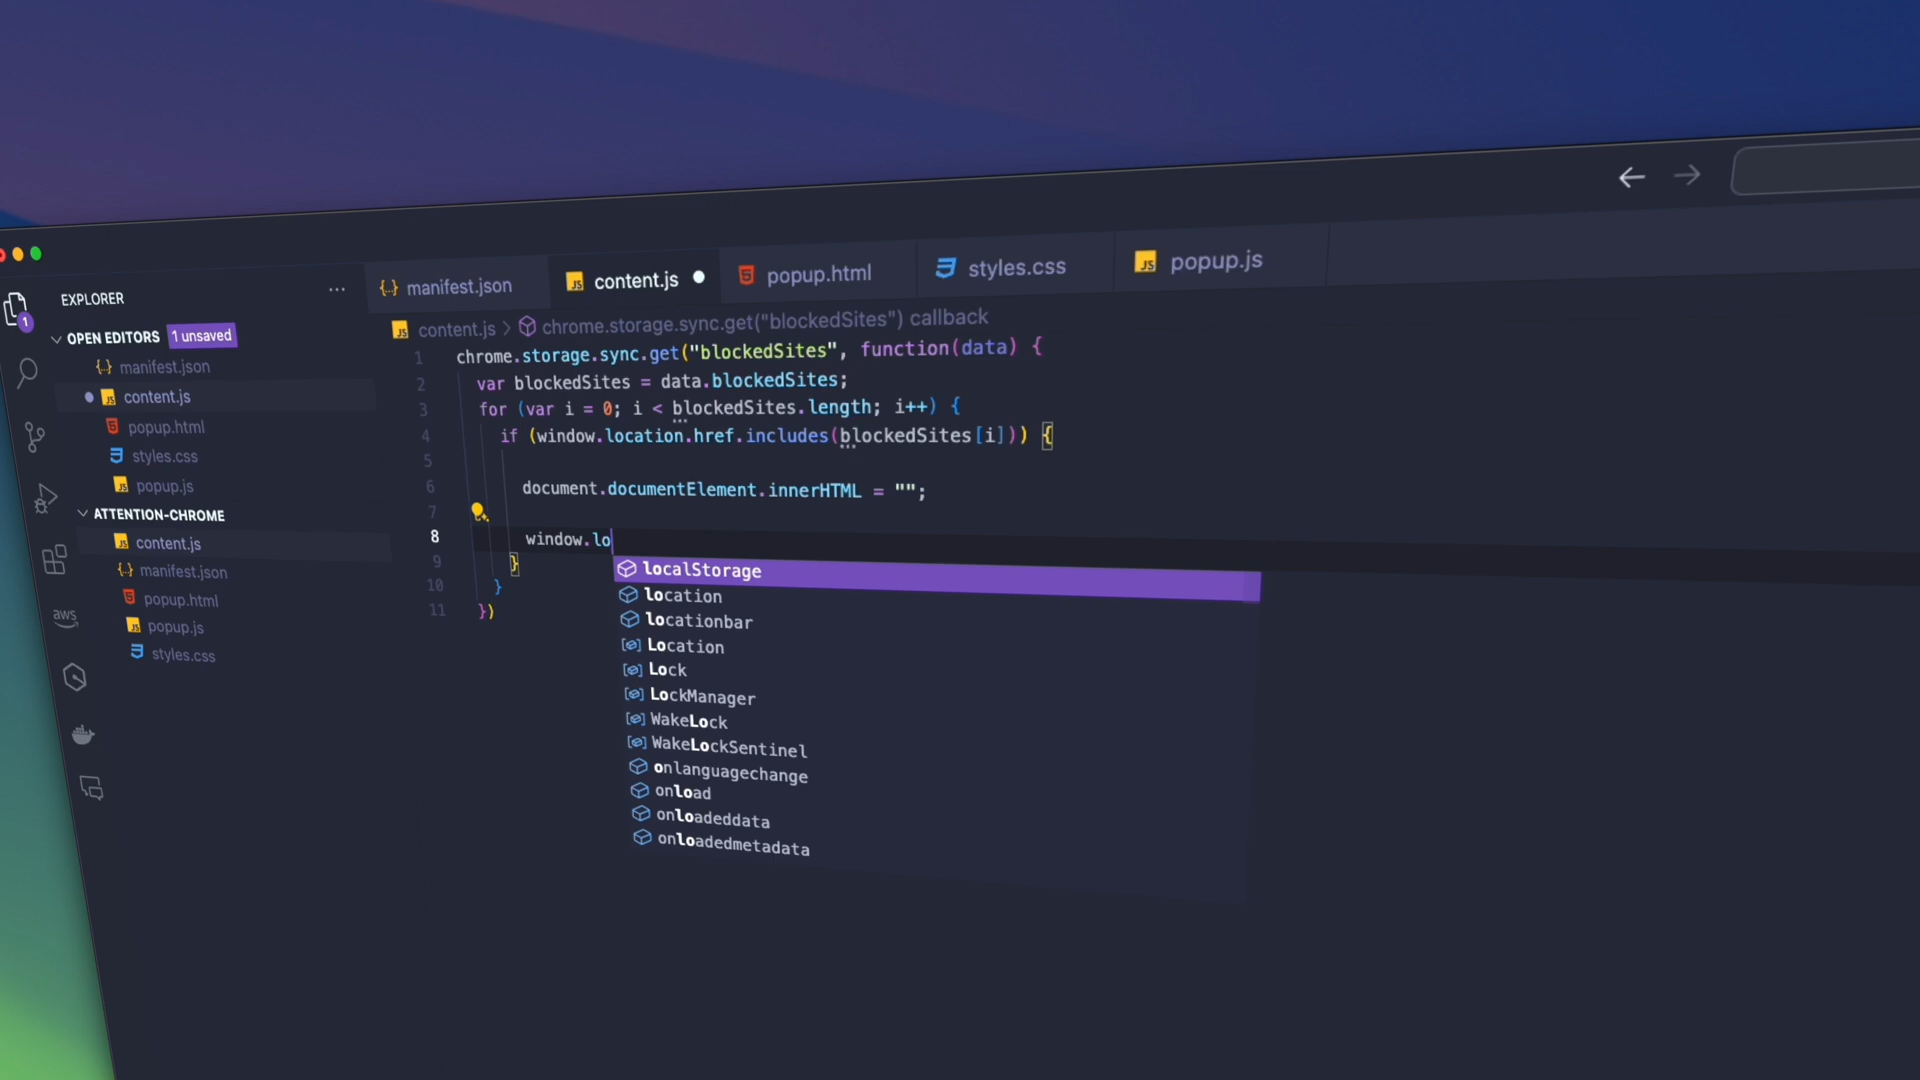 manifest.json
content.js
popup.html
styles.css
popup.js
EXPLORER
1
OPEN EDITORS 1 unsaved
manifest.json
content.js
popup.html
styles.css
popup.js
ATTENTION-CHROME
content.js
manifest.json
popup.html
popup.js
styles.css
aws
content.js > chrome.storage.sync.get("blockedSites") callback
1 chrome.storage.sync.get("blockedSites", function(data) {
2 var blockedSites = data.blockedSites;
3 for (var i = 0; i < blockedSites.length; i++) {
4 if (window.location.href.includes(blockedSites[i])) {
5
6 document.documentElement.innerHTML = "";
7
8 window.lo
9 }
10 }
11 })
localStorage
location
locationbar
Location
Lock
LockManager
WakeLock
WakeLockSentinel
onlanguagechange
onload
onloadeddata
onloadedmetadata